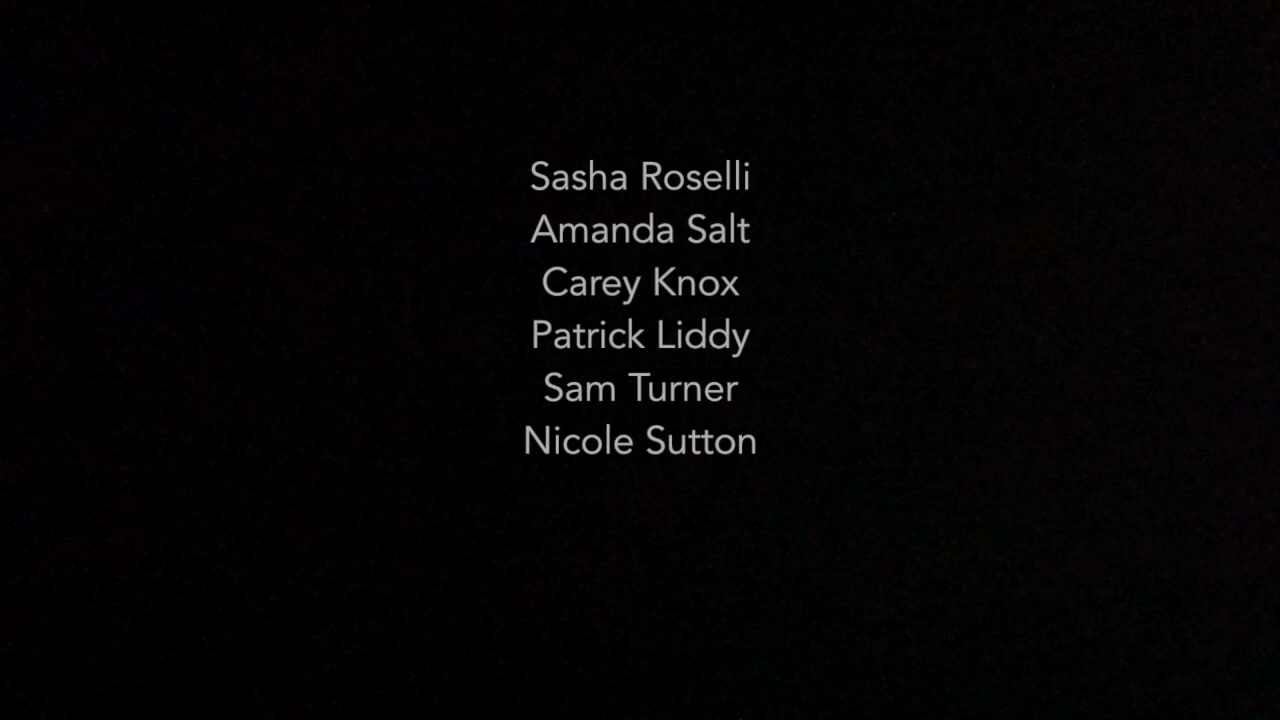 Sasha Roselli
Amanda Salt
Carey Knox
Patrick Liddy
Sam Turner
Nicole Sutton